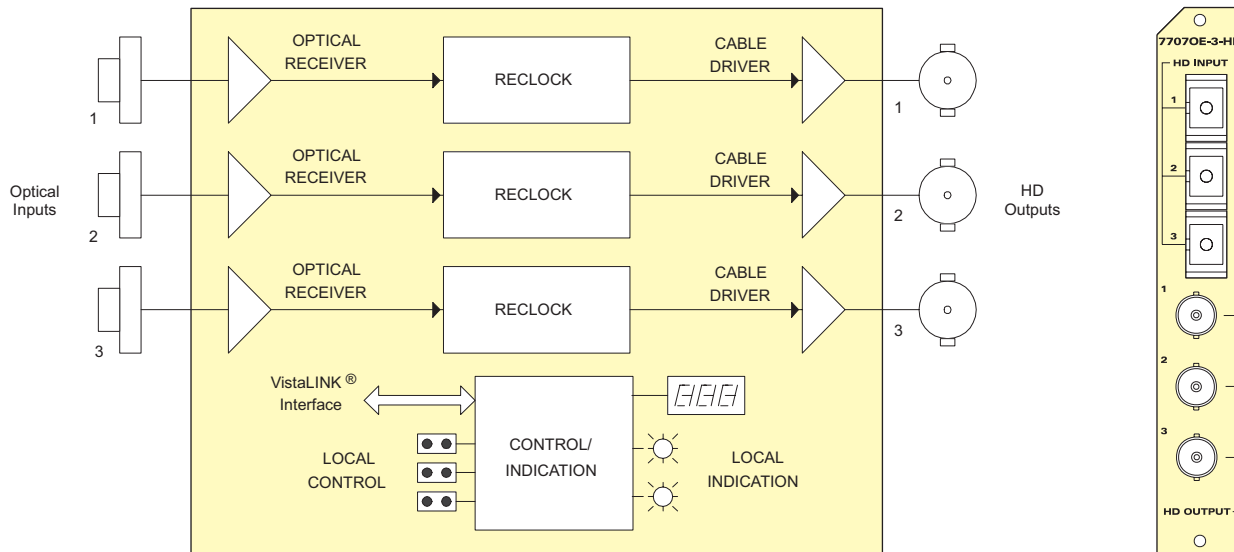 OPTICAL
RECEIVER
RECLOCK
CABLE
DRIVER
1
1
OPTICAL
RECEIVER
RECLOCK
CABLE
DRIVER
Optical
Inputs
2
2
HD
Outputs
OPTICAL
RECEIVER
RECLOCK
CABLE
DRIVER
3
3
VistaLINK ®
Interface
LOCAL
CONTROL
CONTROL/
INDICATION
LOCAL
INDICATION
HD INPUT
1
2
3
1
2
3
HD OUTPUT